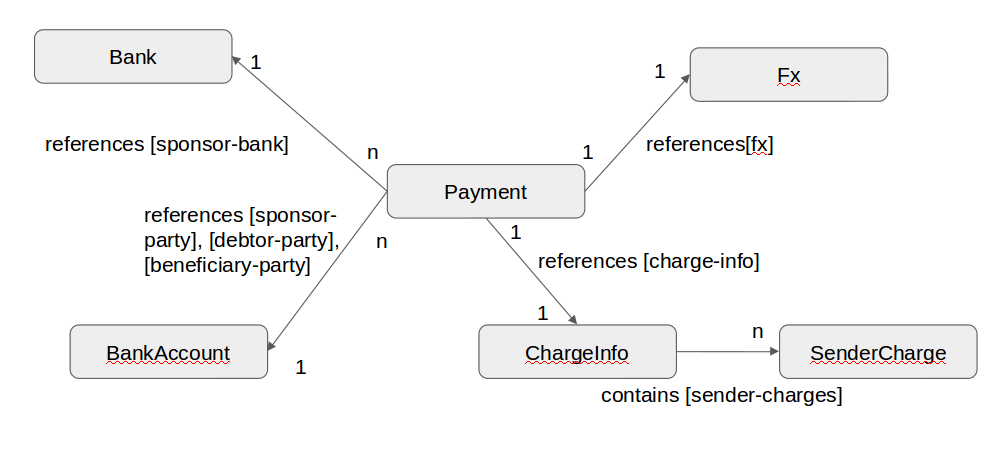 Bank
1
Fx
1
references [sponsor-bank]
n
1
references[fx]
Payment
references [sponsor-
party], [debtor-party],
[beneficiary-party]
n
1
references [charge-info]
1
BankAccount
1
ChargeInfo
n
SenderCharge
contains [sender-charges]